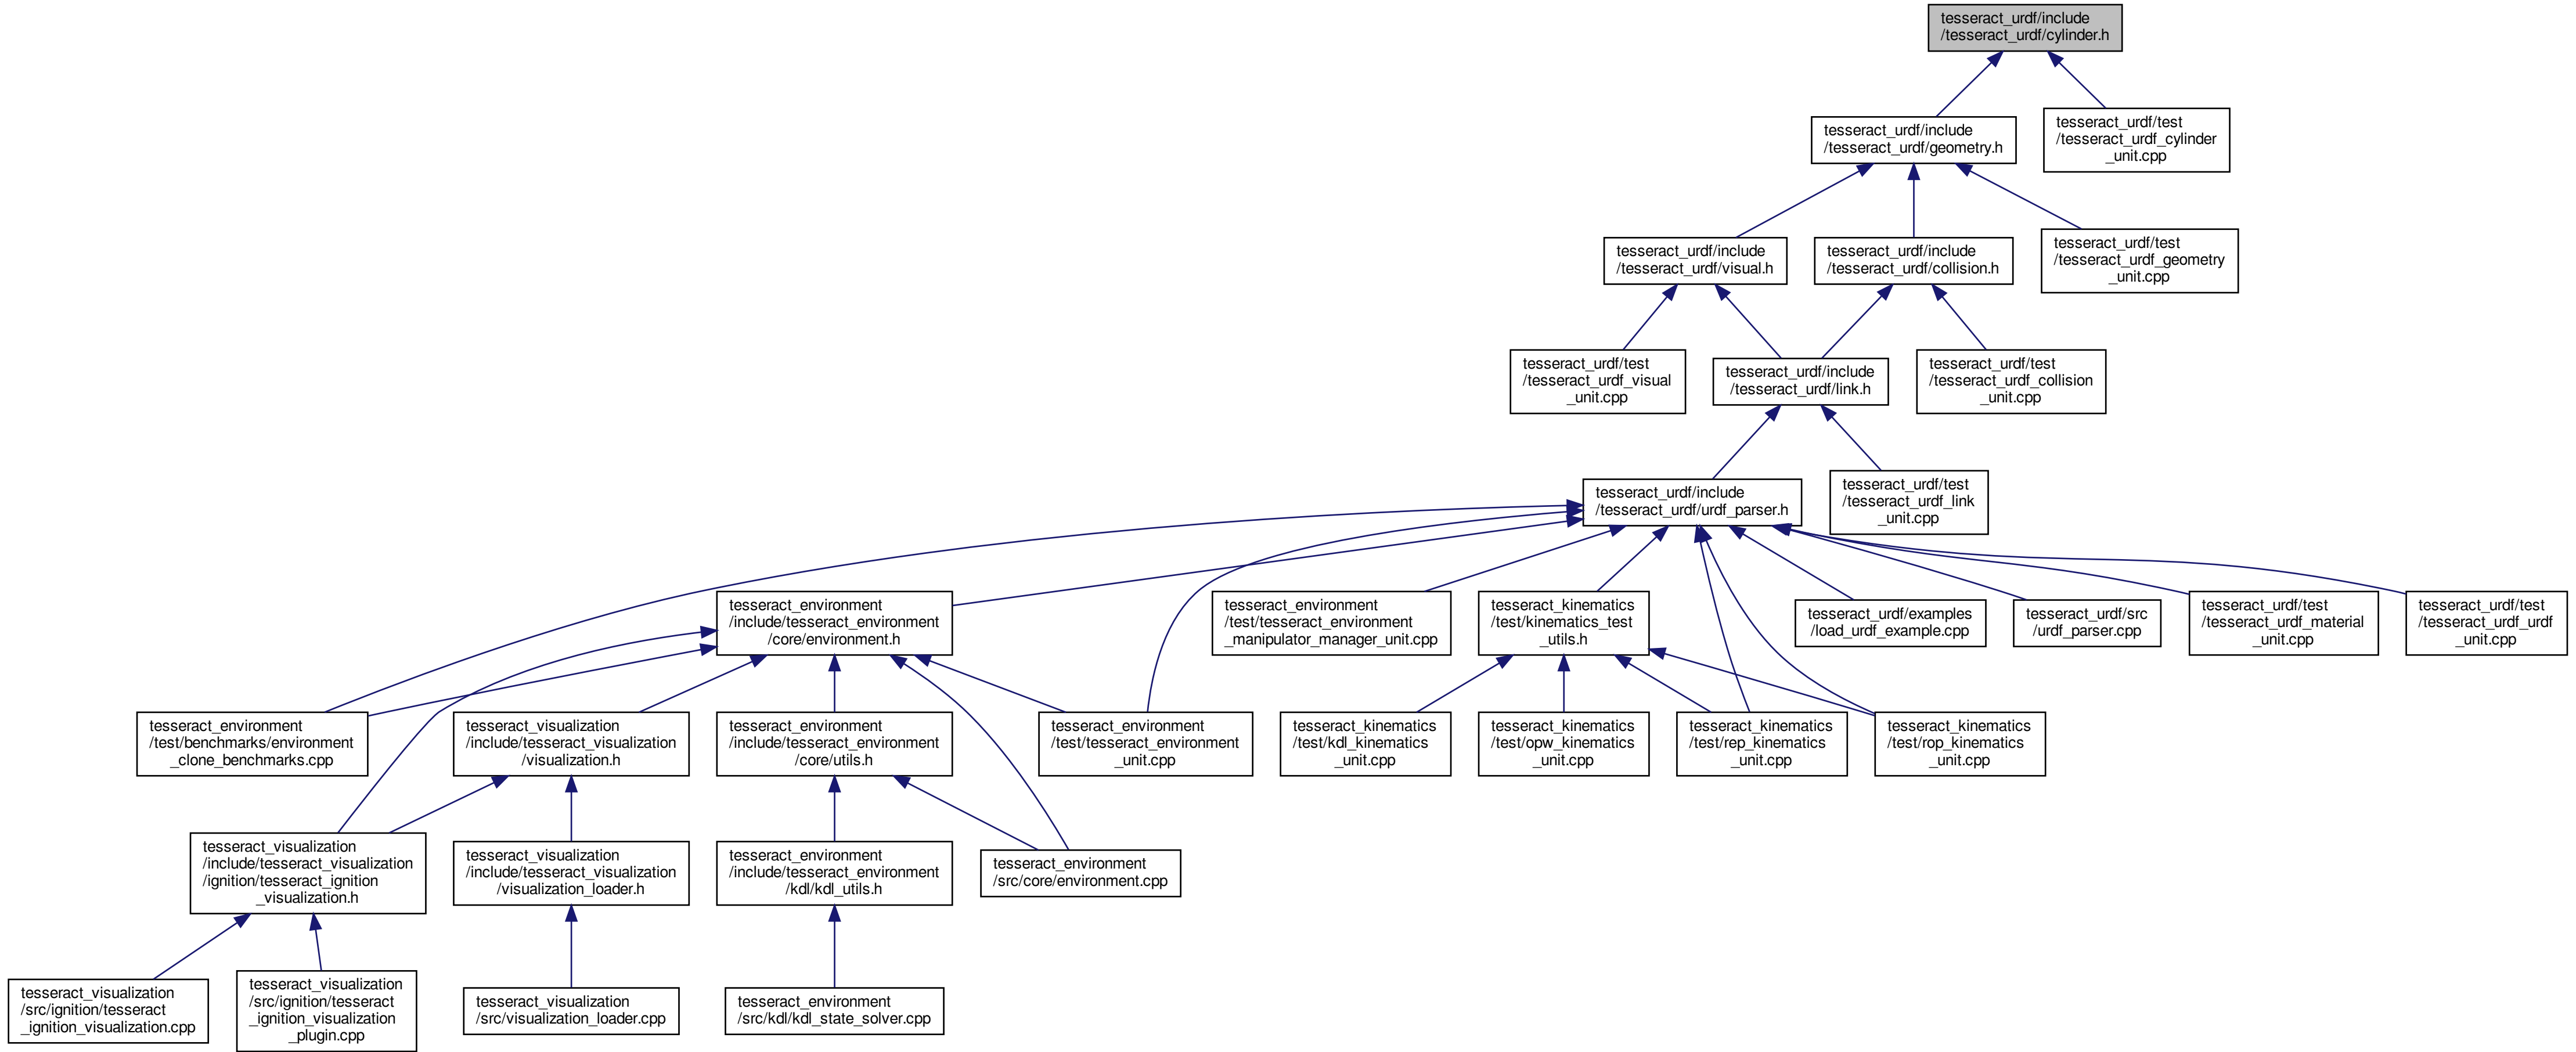 tesseract_urdf/include
/tesseract_urdf/cylinder.h
tesseract_urdf/include
/tesseract_urdf/geometry.h
tesseract_urdf/test
/tesseract_urdf_cylinder
_unit.cpp
tesseract_urdf/include
/tesseract_urdf/visual.h
tesseract_urdf/include
/tesseract_urdf/collision.h
tesseract_urdf/test
/tesseract_urdf_geometry
_unit.cpp
tesseract_urdf/test
/tesseract_urdf_visual
_unit.cpp
tesseract_urdf/include
/tesseract_urdf/link.h
tesseract_urdf/test
/tesseract_urdf_collision
_unit.cpp
tesseract_urdf/include
/tesseract_urdf/urdf_parser.h
tesseract_urdf/test
/tesseract_urdf_link
_unit.cpp
tesseract_environment
/include/tesseract_environment
/core/environment.h
tesseract_environment
/test/tesseract_environment
_manipulator_manager_unit.cpp
tesseract_kinematics
/test/kinematics_test
_utils.h
tesseract_urdf/examples
/load_urdf_example.cpp
tesseract_urdf/src
/urdf_parser.cpp
tesseract_urdf/test
/tesseract_urdf_material
_unit.cpp
tesseract_urdf/test
/tesseract_urdf_urdf
_unit.cpp
tesseract_environment
/test/benchmarks/environment
_clone_benchmarks.cpp
tesseract_visualization
/include/tesseract_visualization
/visualization.h
tesseract_environment
/include/tesseract_environment
/core/utils.h
tesseract_environment
/test/tesseract_environment
_unit.cpp
tesseract_kinematics
/test/kdl_kinematics
_unit.cpp
tesseract_kinematics
/test/opw_kinematics
_unit.cpp
tesseract_kinematics
/test/rep_kinematics
_unit.cpp
tesseract_kinematics
/test/rop_kinematics
_unit.cpp
tesseract_visualization
/include/tesseract_visualization
/ignition/tesseract_ignition
_visualization.h
tesseract_visualization
/include/tesseract_visualization
/visualization_loader.h
tesseract_environment
/include/tesseract_environment
/kdl/kdl_utils.h
tesseract_environment
/src/core/environment.cpp
tesseract_visualization
/src/ignition/tesseract
_ignition_visualization.cpp
tesseract_visualization
/src/ignition/tesseract
_ignition_visualization
_plugin.cpp
tesseract_visualization
/src/visualization_loader.cpp
tesseract_environment
/src/kdl/kdl_state_solver.cpp